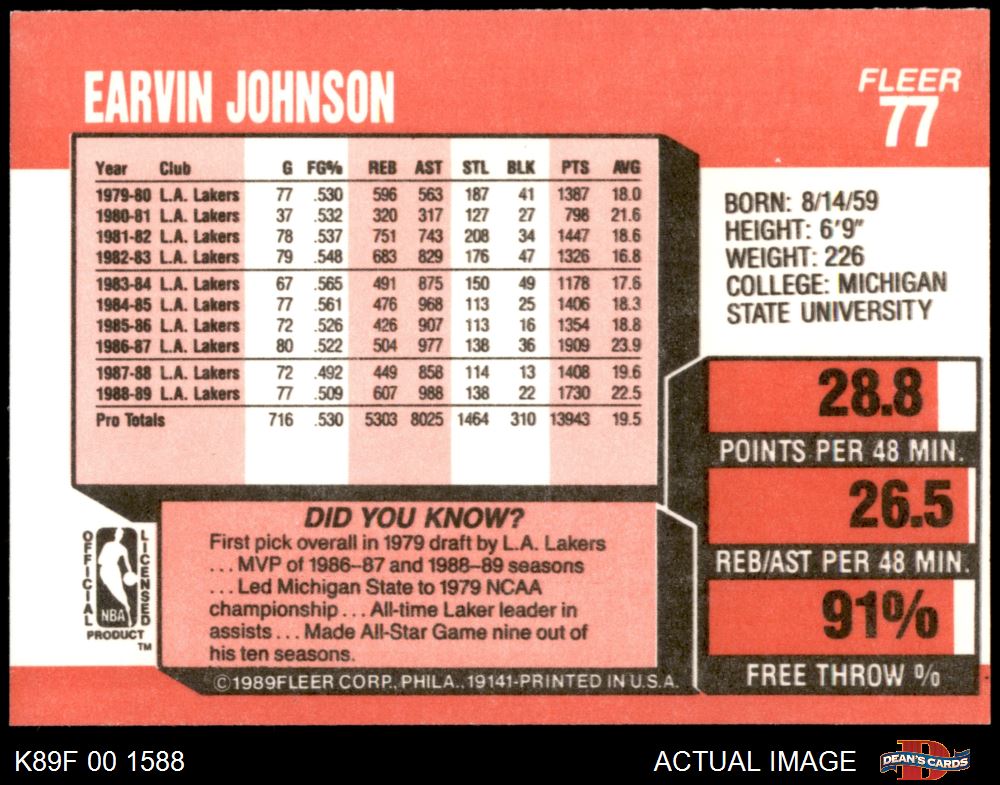 EARVIN JOHNSON
FLEER
77
Year Club G FG% REB AST STL BLK PTS AVG
1979-80 L.A. Lakers 77 .530 596 563 187 41 1387 18.0
1980-81 L.A. Lakers 37 .532 320 317 127 27 798 21.6
1981-82 L.A. Lakers 78 .537 751 743 208 34 1447 18.6
1982-83 L.A. Lakers 79 .548 683 829 176 47 1326 16.8
1983-84 L.A. Lakers 67 .565 491 875 150 49 1178 17.6
1984-85 L.A. Lakers 77 .561 476 968 113 25 1406 18.3
1985-86 L.A. Lakers 72 .526 426 907 113 16 1354 18.8
1986-87 L.A. Lakers 80 .522 504 977 138 36 1909 23.9
1987-88 L.A. Lakers 72 .492 449 858 114 13 1408 19.6
1988-89 L.A. Lakers 77 .509 607 988 138 22 1730 22.5
Pro Totals 716 .530 5303 8025 1464 310 13943 19.5
BORN: 8/14/59
HEIGHT: 6'9"
WEIGHT: 226
COLLEGE: MICHIGAN
STATE UNIVERSITY
28.8
POINTS PER 48 MIN.
26.5
REB/AST PER 48 MIN.
91%
FREE THROW %
DID YOU KNOW?
First pick overall in 1979 draft by L.A. Lakers
...MVP of 1986–87 and 1988–89 seasons
...Led Michigan State to 1979 NCAA
championship...All-time Laker leader in
assists...Made All-Star Game nine out of
his ten seasons.
OFFICIAL
LICENSED
NBA
PRODUCT
TM
©1989FLEER CORP., PHILA., 19141-PRINTED IN U.S.A.
K89F 00 1588
ACTUAL IMAGE
D
DEAN'S CARDS